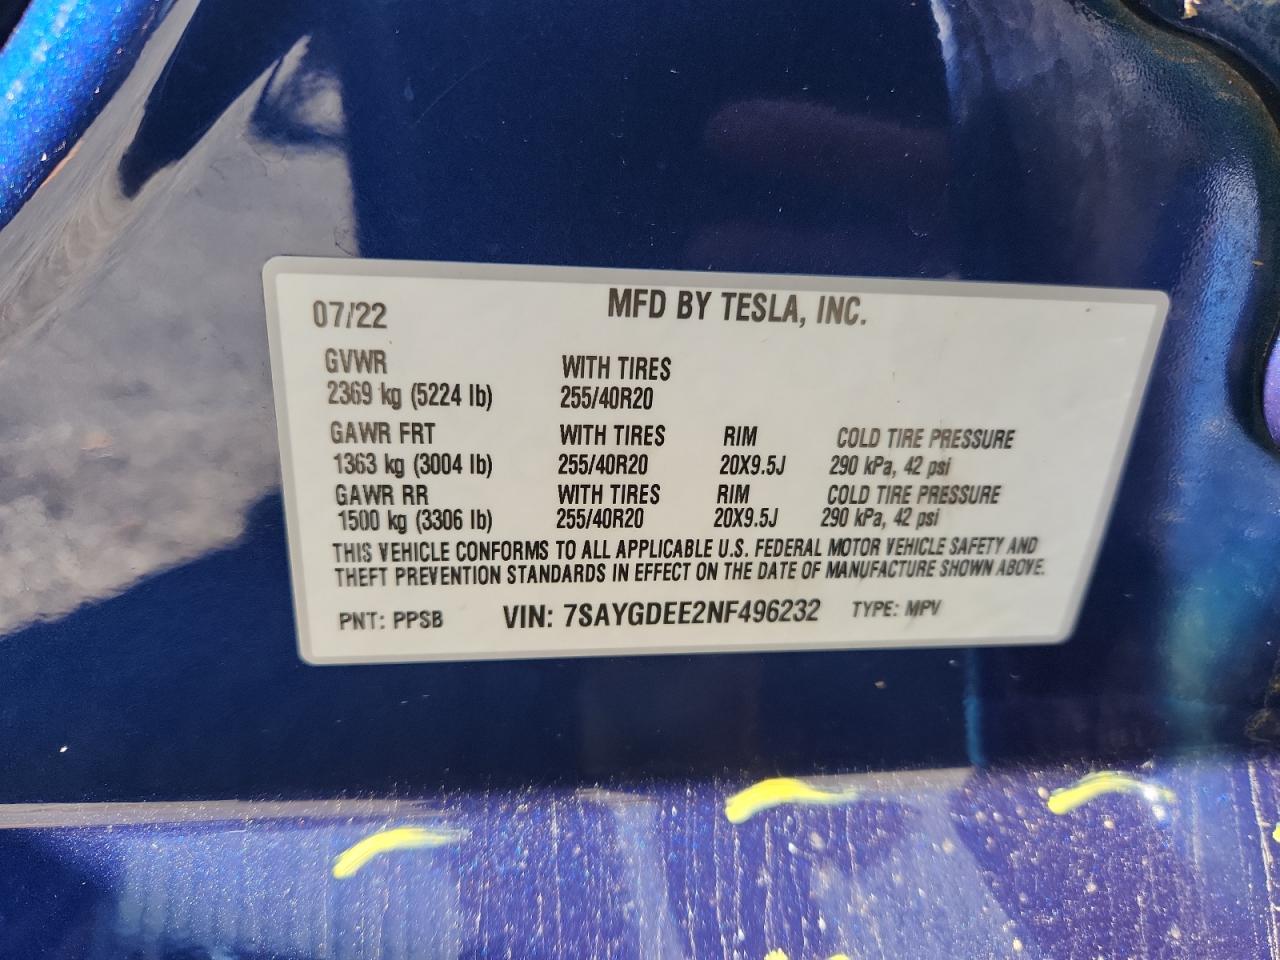 07/22 MFD BY TESLA, INC.
GVWR WITH TIRES
2369 kg (5224 lb) 255/40R20
GAWR FRT WITH TIRES RIM COLD TIRE PRESSURE
1363 kg (3004 lb) 255/40R20 20X9.5J 290 kPa, 42 psi
GAWR RR WITH TIRES RIM COLD TIRE PRESSURE
1500 kg (3306 lb) 255/40R20 20X9.5J 290 kPa, 42 psi
THIS VEHICLE CONFORMS TO ALL APPLICABLE U.S. FEDERAL MOTOR VEHICLE SAFETY AND
THEFT PREVENTION STANDARDS IN EFFECT ON THE DATE OF MANUFACTURE SHOWN ABOVE.
PNT: PPSB VIN: 7SAYGDEE2NF496232 TYPE: MPV